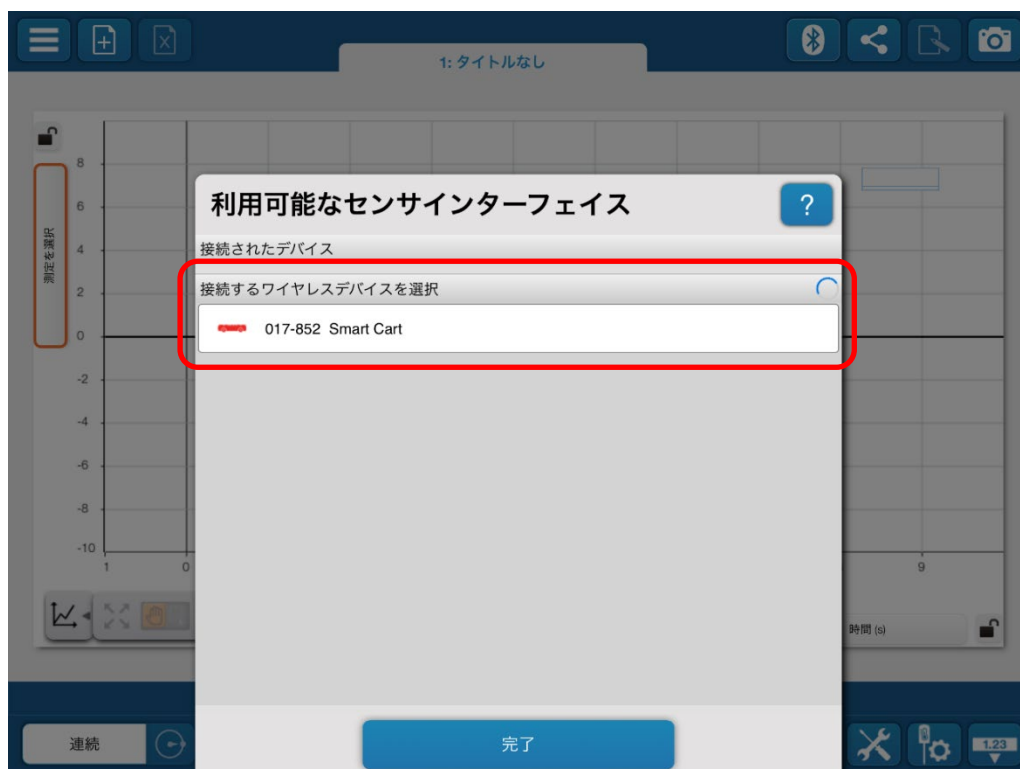 1: タイトルなし
利用可能なセンサインターフェイス
?
接続されたデバイス
接続するワイヤレスデバイスを選択
017-852 Smart Cart
測定を選択
8
6
4
2
0
-2
-4
-6
-8
-10
1
0
9
時間 (s)
連続
完了
1.23